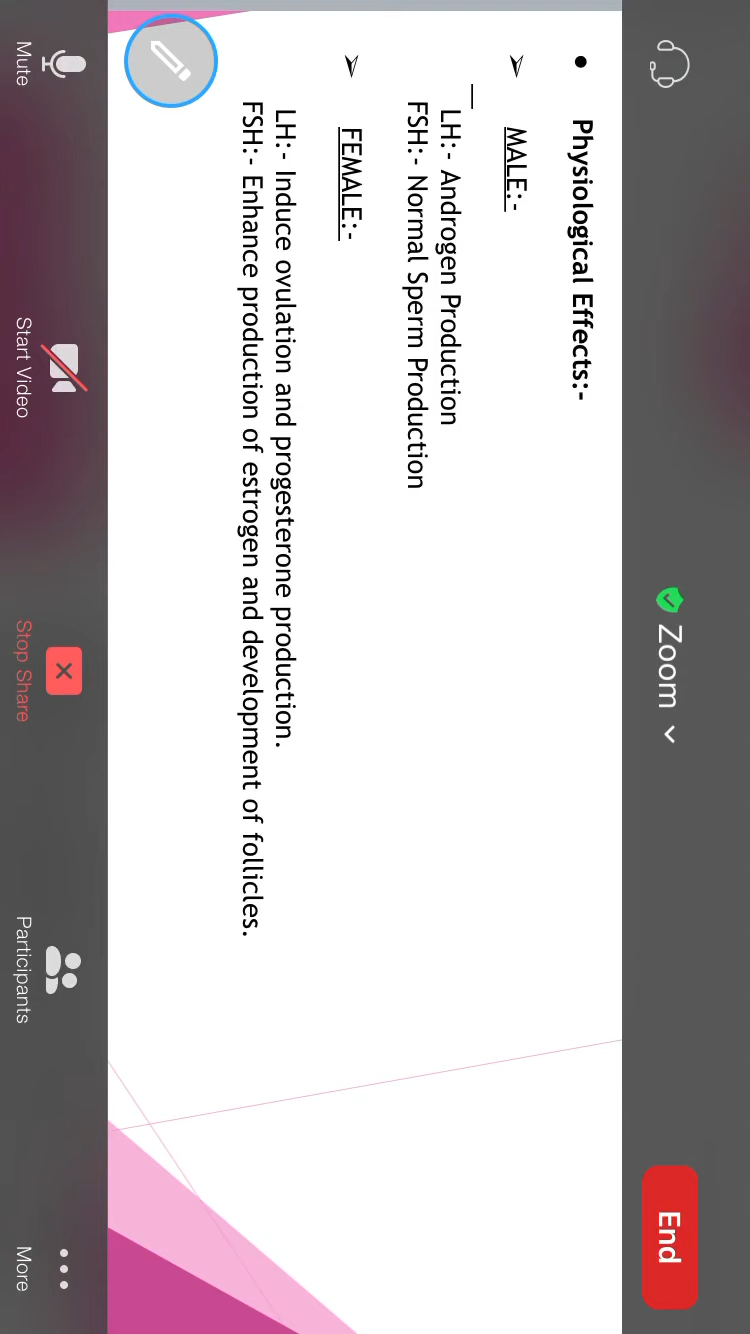 Zoom
End
• Physiological Effects:-
➢ MALE:-
LH:- Androgen Production
FSH:- Normal Sperm Production
➢ FEMALE:-
LH:- Induce ovulation and progesterone production.
FSH:- Enhance production of estrogen and development of follicles.
Mute
Start Video
Stop Share
Participants
More